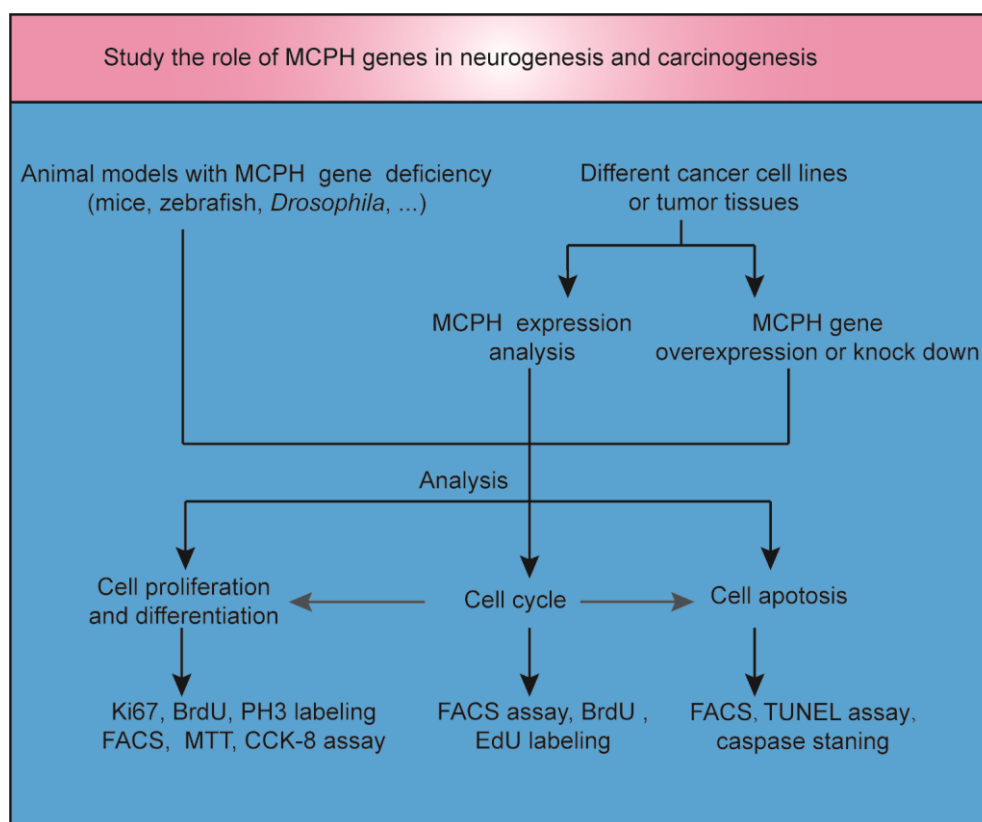 Study the role of MCPH genes in neurogenesis and carcinogenesis
Animal models with MCPH gene deficiency
(mice, zebrafish, Drosophila, ...)
Different cancer cell lines
or tumor tissues
MCPH expression
analysis
MCPH gene
overexpression or knock down
Analysis
Cell proliferation
and differentiation
Cell cycle
Cell apotosis
Ki67, BrdU, PH3 labeling
FACS, MTT, CCK-8 assay
FACS assay, BrdU ,
EdU labeling
FACS, TUNEL assay,
caspase staning